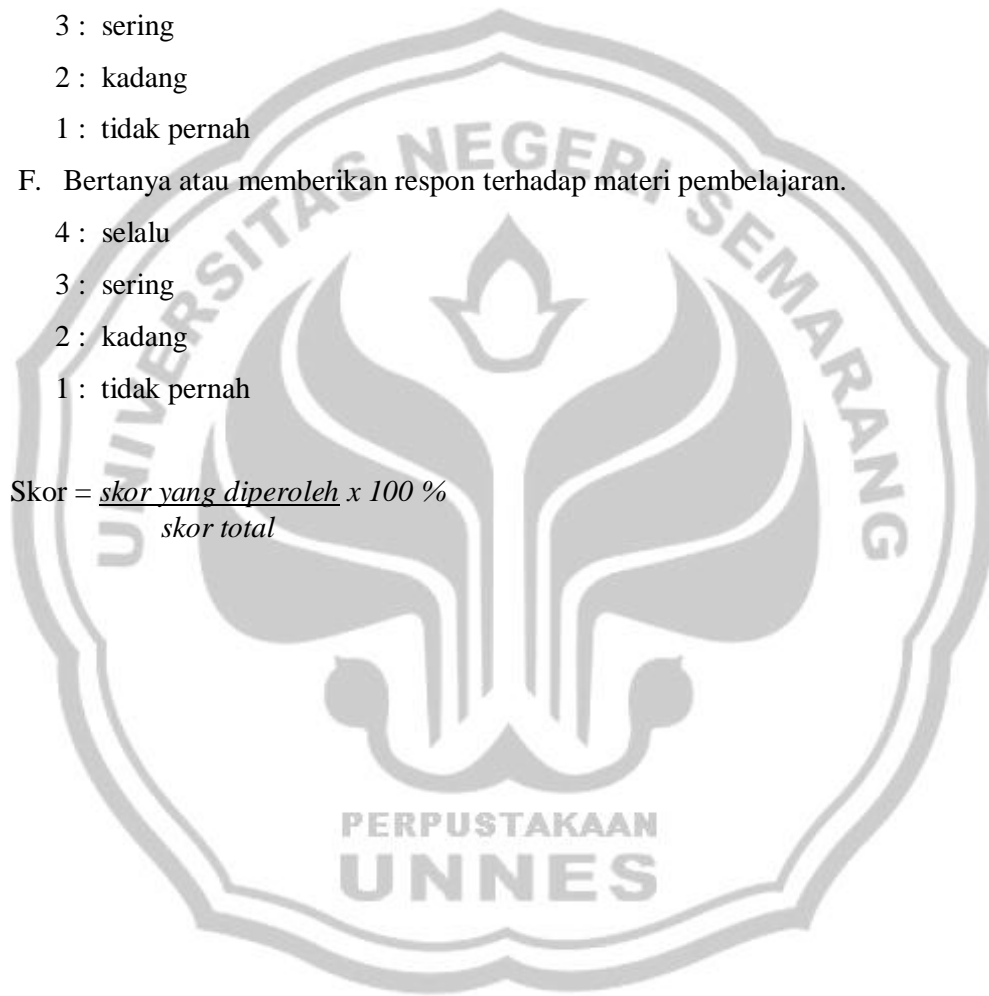 3 : sering
2 : kadang
1 : tidak pernah
F. Bertanya atau memberikan respon terhadap materi pembelajaran.
4 : selalu
3 : sering
2 : kadang
1 : tidak pernah
Skor = skor yang diperoleh x 100 %
skor total
UNIVERSITAS NEGERI SEMARANG
PERPUSTAKAAN
UNNES